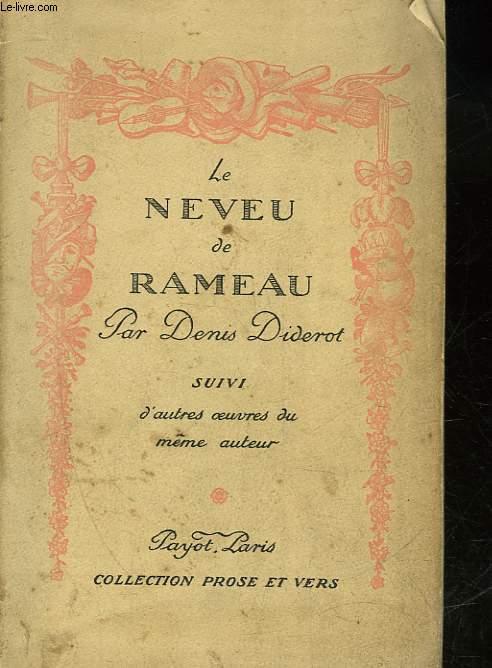 Le-livre.com
Le
NEVEU
de
RAMEAU
Par Denis Diderot
SUIVI
d'autres œuvres du
même auteur
Payot. Paris
COLLECTION PROSE ET VERS